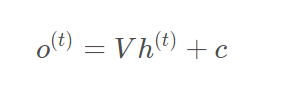 o^{(t)} = Vh^{(t)} + c